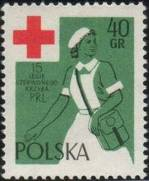 40
GR
15
LECIE
CZERWONEGO
KRZYŻA
PRL
POLSKA